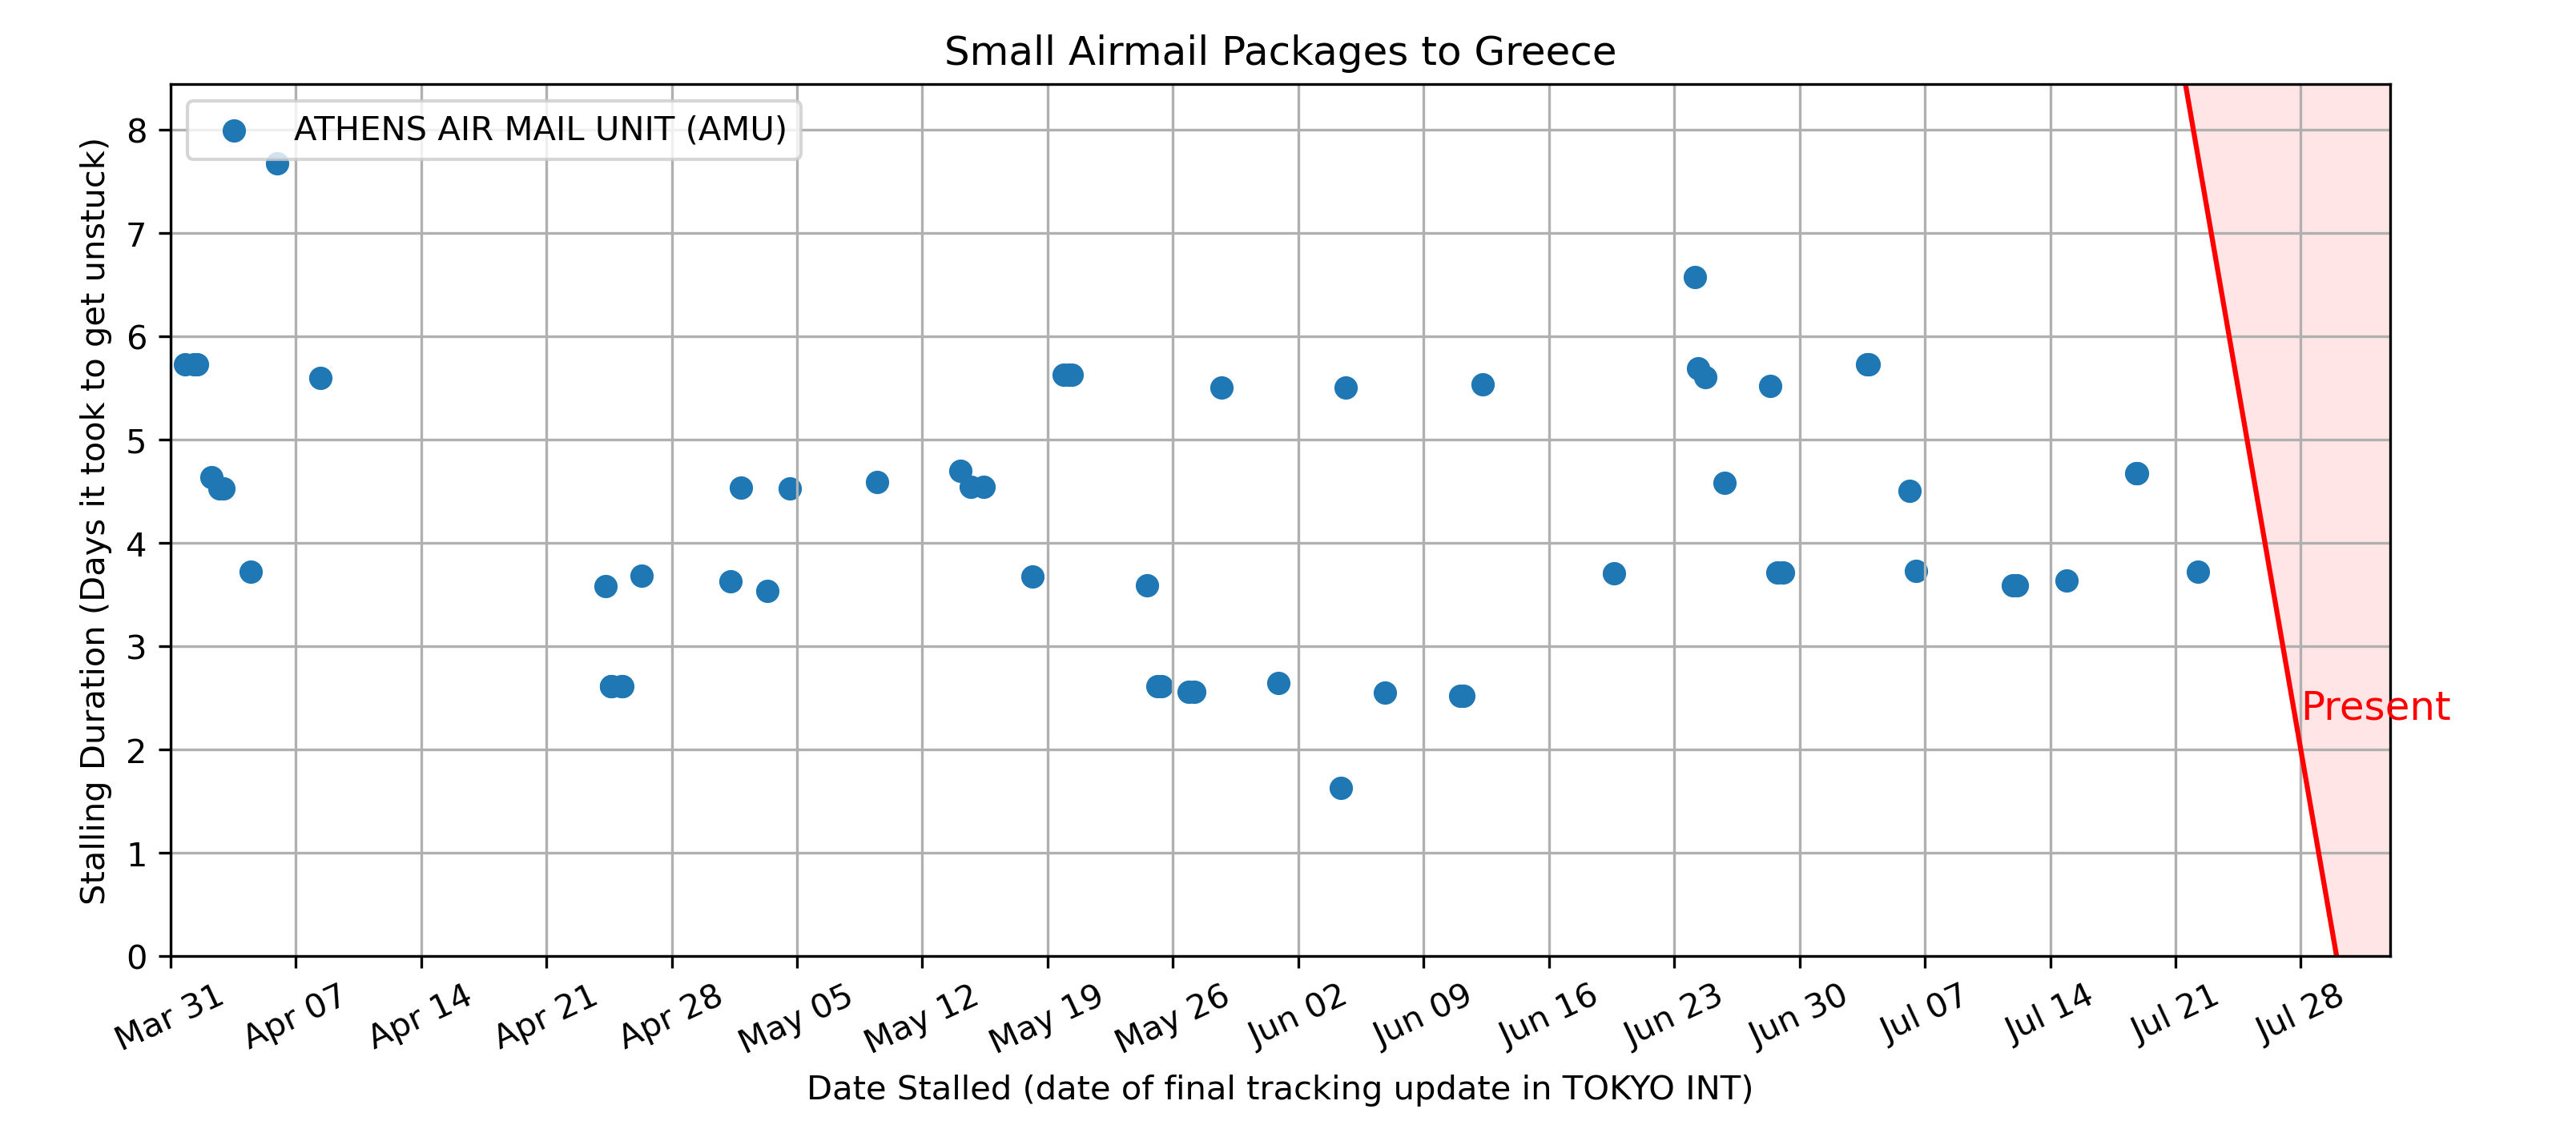 Small Airmail Packages to Greece
ATHENS AIR MAIL UNIT (AMU)
Stalling Duration (Days it took to get unstuck)
8
7
6
5
4
3
2
1
0
Present
Mar 31
Apr 07
Apr 14
Apr 21
Apr 28
May 05
May 12
May 19
May 26
Jun 02
Jun 09
Jun 16
Jun 23
Jun 30
Jul 07
Jul 14
Jul 21
Jul 28
Date Stalled (date of final tracking update in TOKYO INT)